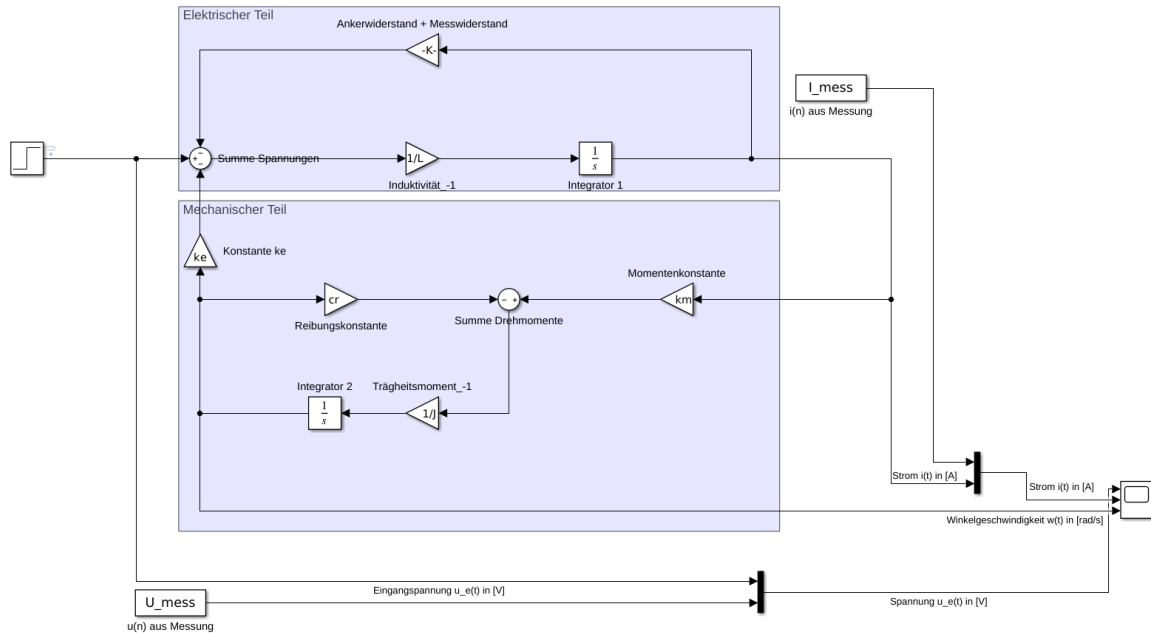 Elektrischer Teil
Ankerwiderstand + Messwiderstand
-K-
I_mess
i(n) aus Messung
+
−
−
Summe Spannungen
1/L
Induktivität_-1
1
s
Integrator 1
Mechanischer Teil
ke
Konstante ke
cr
Reibungskonstante
− +
Summe Drehmomente
Momentenkonstante
km
Integrator 2
1
s
Trägheitsmoment_-1
1/J
Strom i(t) in [A]
Strom i(t) in [A]
Winkelgeschwindigkeit w(t) in [rad/s]
Eingangspannung u_e(t) in [V]
U_mess
u(n) aus Messung
Spannung u_e(t) in [V]